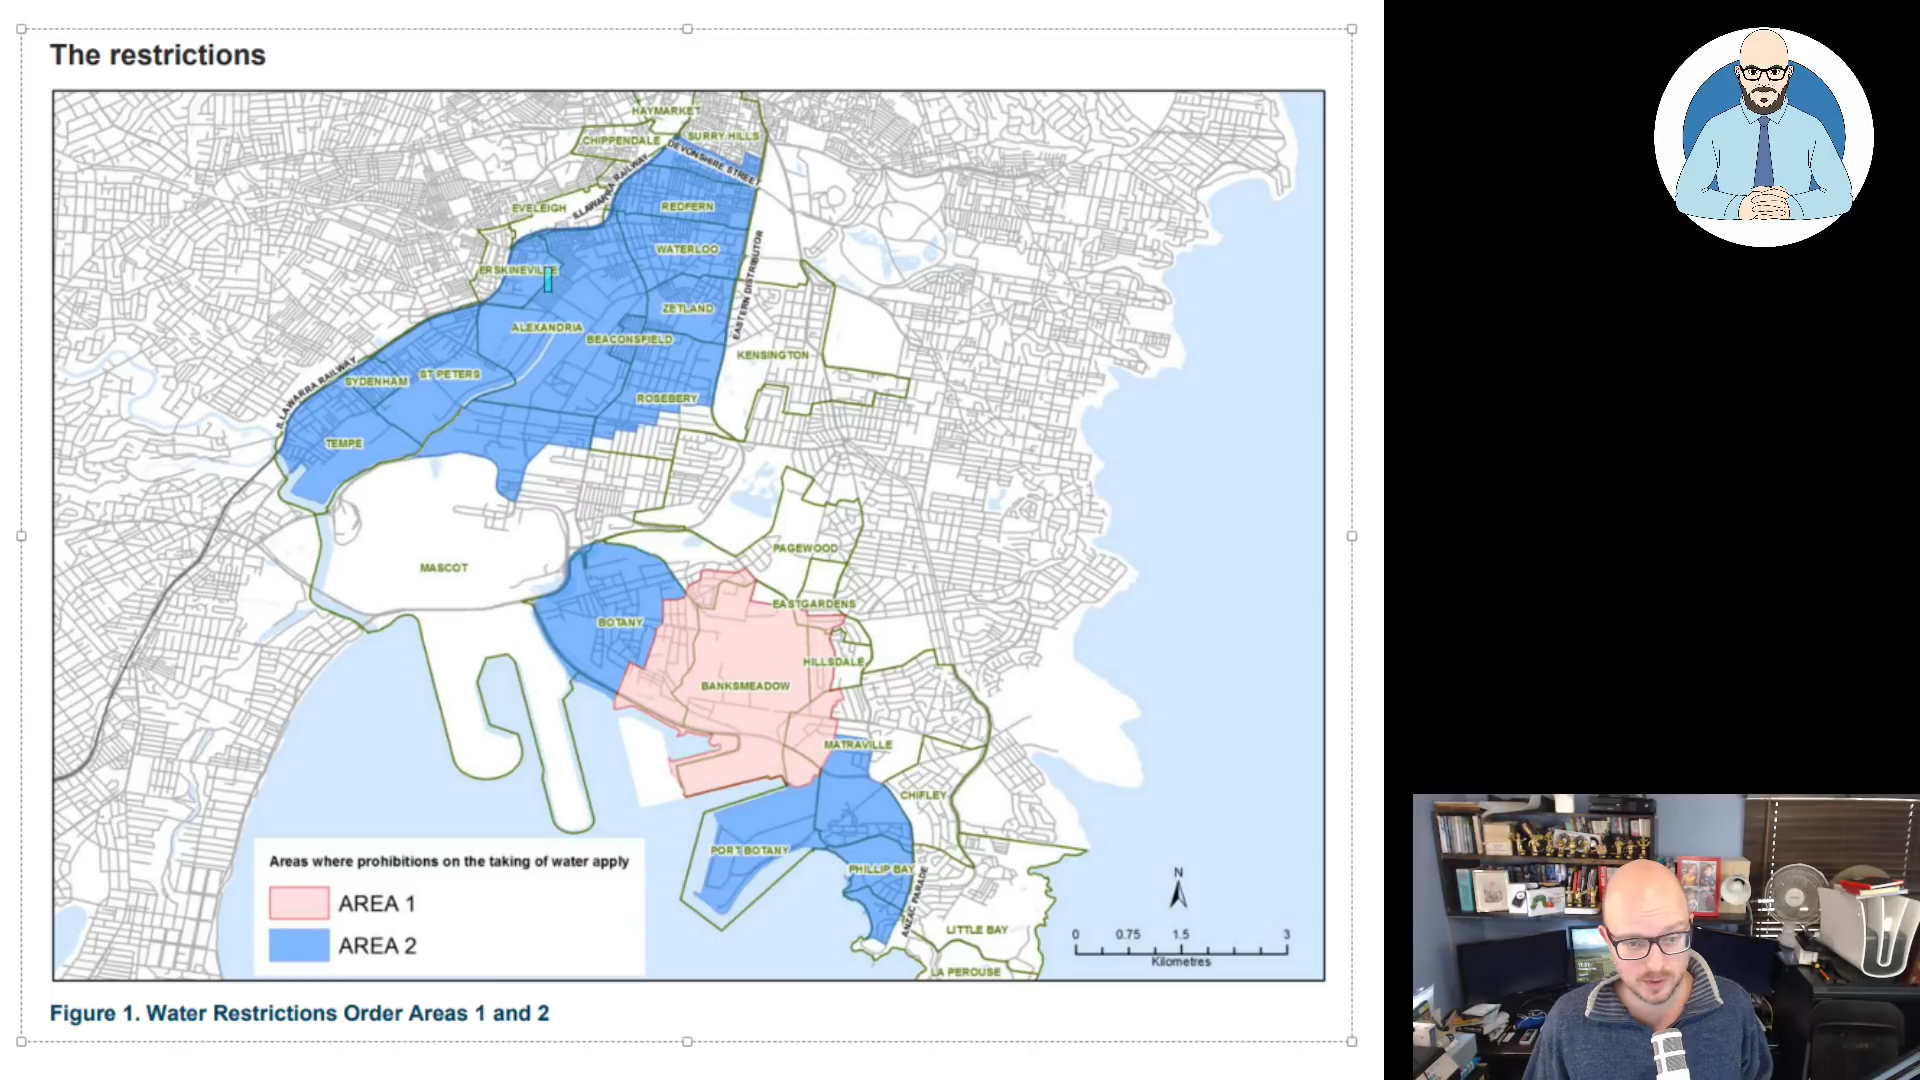 The restrictions
HAYMARKET
CHIPPENDALE
SURRY HILLS
DEVONSHIRE STREET
ILLAWARRA RAILWAY
EVELEIGH
REDFERN
WATERLOO
EASTERN DISTRIBUTOR
ERSKINEVILLE
ZETLAND
ALEXANDRIA
BEACONSFIELD
KENSINGTON
ILLAWARRA RAILWAY
SYDENHAM
ST PETERS
ROSEBERY
TEMPE
MASCOT
PAGEWOOD
EASTGARDENS
BOTANY
HILLSDALE
BANKSMEADOW
MATRAVILLE
CHIFLEY
PORT BOTANY
PHILLIP BAY
ANZAC PARADE
LITTLE BAY
LA PEROUSE
Areas where prohibitions on the taking of water apply
AREA 1
AREA 2
N
0 0.75 1.5 3
Kilometres
Figure 1. Water Restrictions Order Areas 1 and 2